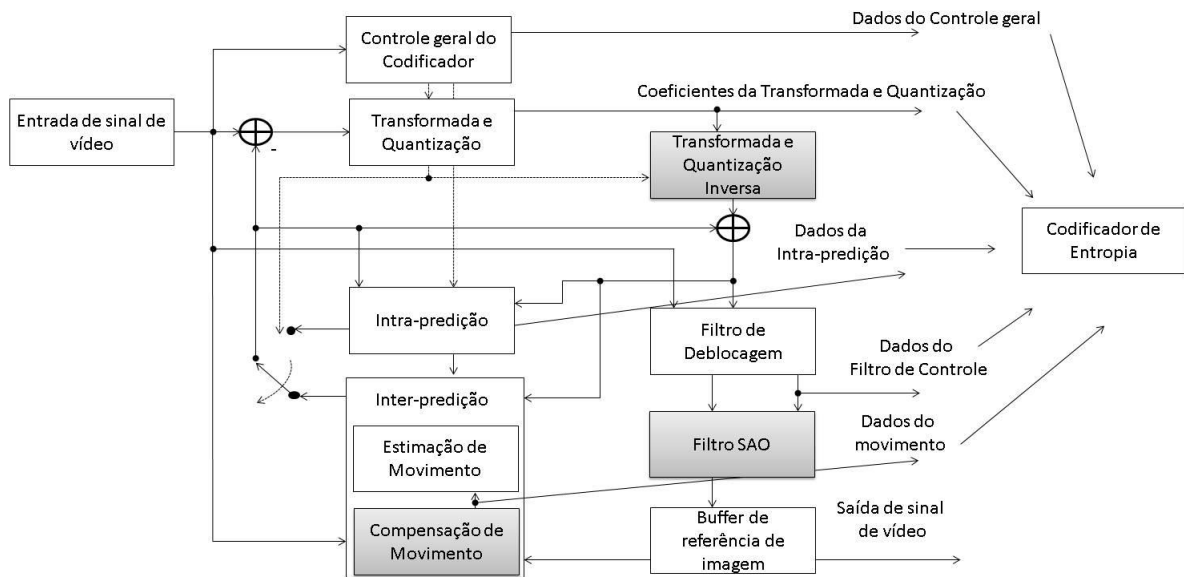 Dados do Controle geral
Controle geral do
Codificador
Coeficientes da Transformada e Quantização
Entrada de sinal de
vídeo
-
Transformada e
Quantização
Transformada e
Quantização
Inversa
Dados da
Intra-predição
Codificador de
Entropia
Intra-predição
Filtro de
Deblocagem
Dados do
Filtro de Controle
Inter-predição
Estimação de
Movimento
Filtro SAO
Dados do
movimento
Compensação de
Movimento
Buffer de
referência de
imagem
Saída de sinal
de vídeo